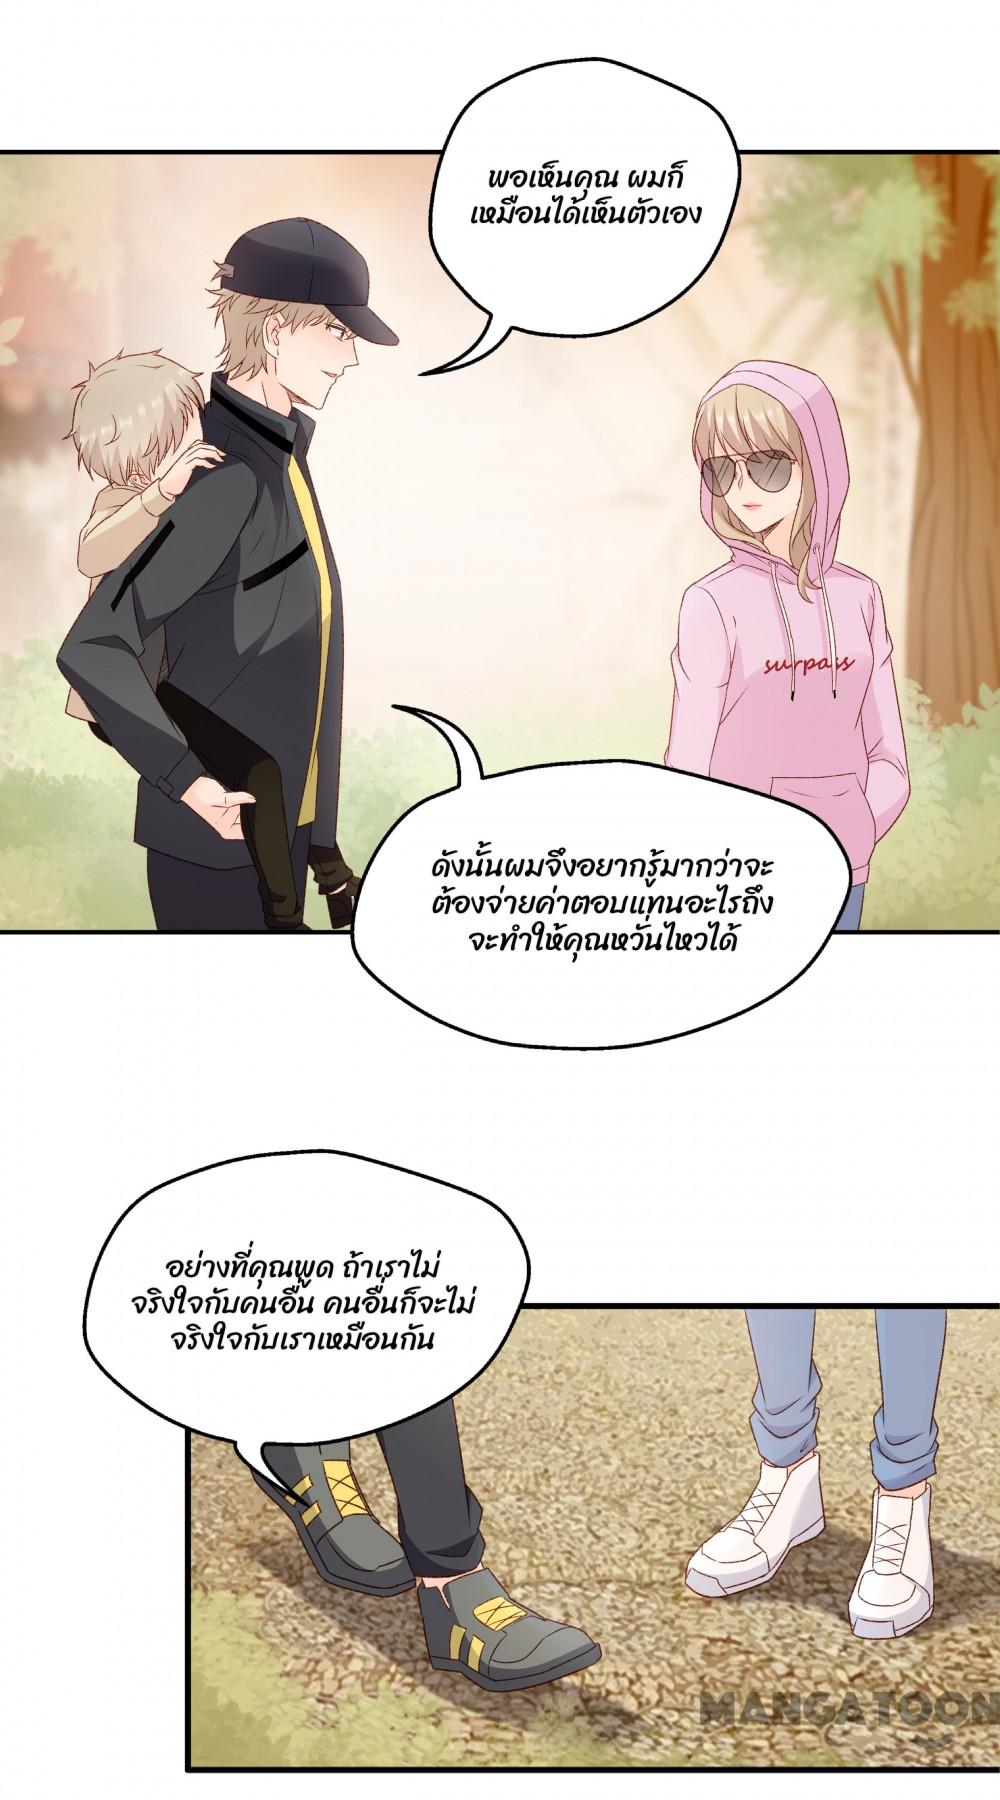 พอเห็นคุณ ผมก็
เหมือนได้เห็นตัวเอง
surpass
ดังนั้นผมจึงอยากรู้มากว่าจะ
ต้องจ่ายค่าตอบแทนอะไรถึง
จะทำให้คุณหวั่นไหวได้
อย่างที่คุณพูด ถ้าเราไม่
จริงใจกับคนอื่น คนอื่นก็จะไม่
จริงใจกับเราเหมือนกัน
MANGATOON